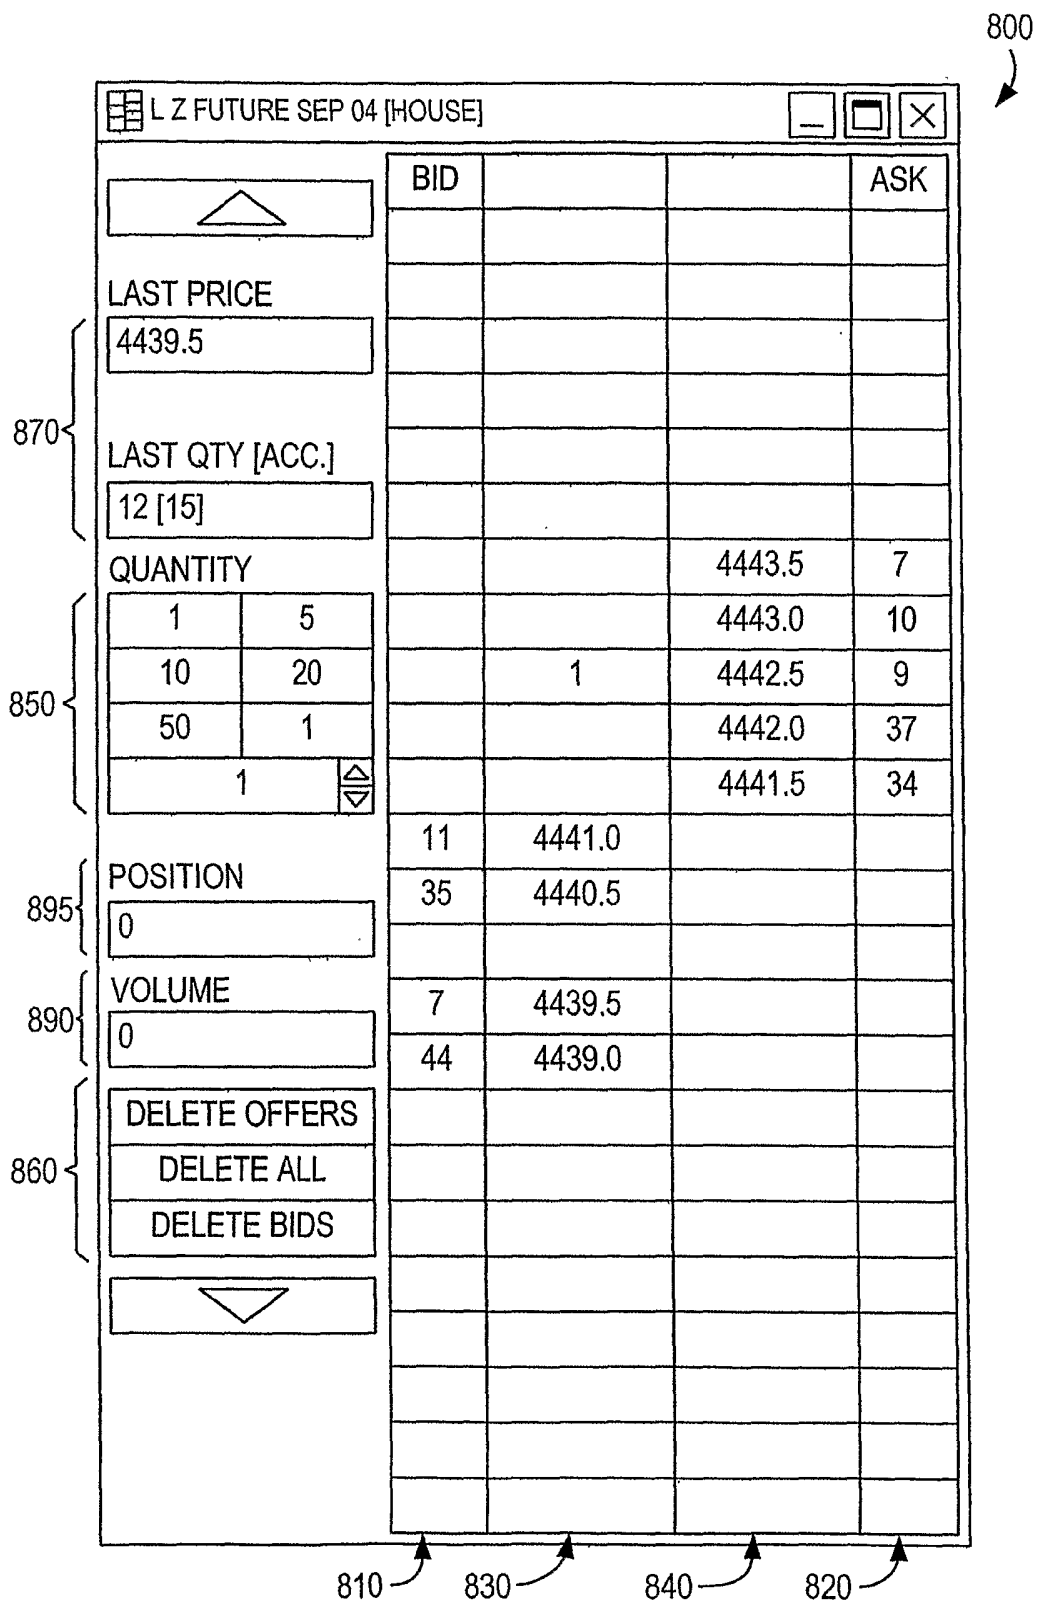 800
L Z FUTURE SEP 04 [HOUSE]
BID ASK
LAST PRICE
4439.5
870
LAST QTY [ACC.]
12 [15]
QUANTITY
1 5
10 20
50 1
1
850
4443.5 7
4443.0 10
1 4442.5 9
4442.0 37
4441.5 34
11 4441.0
35 4440.5
7 4439.5
44 4439.0
POSITION
895
0
VOLUME
890
0
DELETE OFFERS
860
DELETE ALL
DELETE BIDS
810 830 840 820